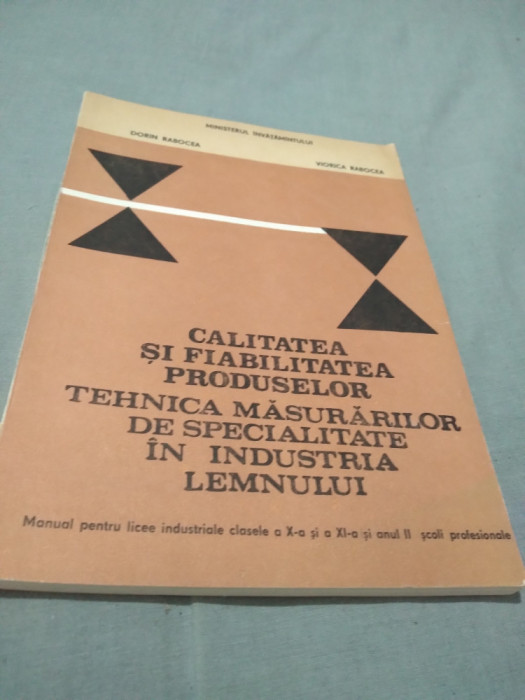 MINISTERUL ÎNVĂȚĂMÎNTULUI
DORIN RABOCEA
VIORICA RABOCEA
CALITATEA
ȘI FIABILITATEA
PRODUSELOR
TEHNICA MĂSURĂRILOR
DE SPECIALITATE
ÎN INDUSTRIA
LEMNULUI
Manual pentru licee industriale clasele a X-a și a XI-a și anul II școli profesionale